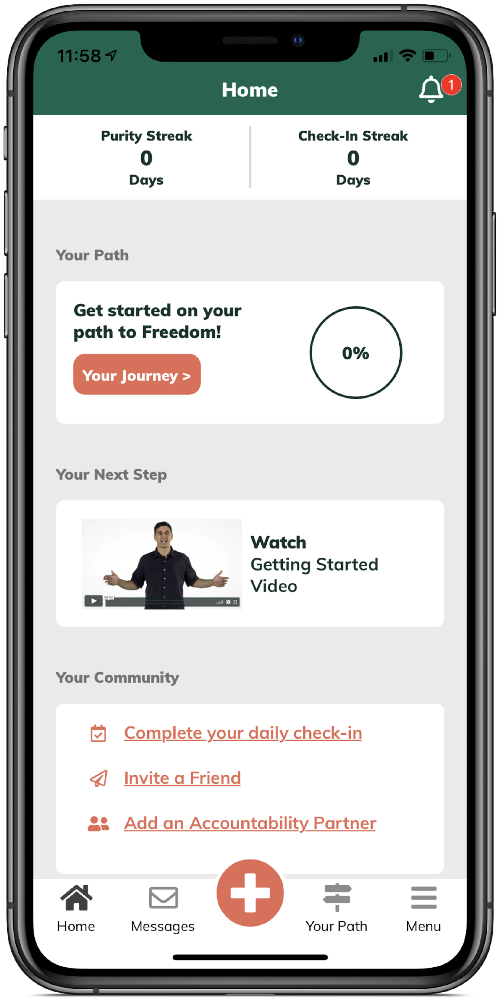 11:58
Home
1
Purity Streak
0
Days
Check-In Streak
0
Days
Your Path
Get started on your
path to Freedom!
Your Journey >
0%
Your Next Step
02:03
Watch
Getting Started
Video
Your Community
Complete your daily check-in
Invite a Friend
Add an Accountability Partner
Home
Messages
Your Path
Menu